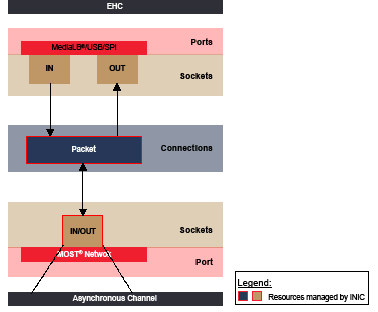 EHC
Ports
MediaLB®/USB/SPI
IN
OUT
Sockets
Packet
Connections
IN/OUT
Sockets
MOST® Network
Port
Asynchronous Channel
Legend:
Resources managed by INIC